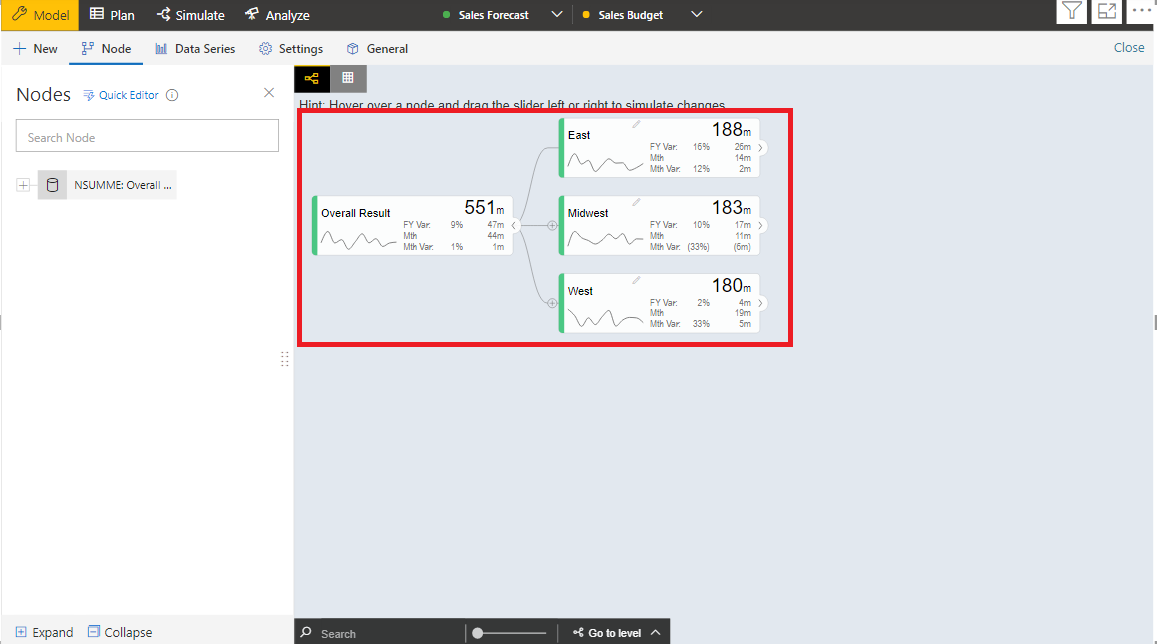 Model Plan Simulate Analyze Sales Forecast Sales Budget
New Node Data Series Settings General Close
Nodes Quick Editor
Search Node
NSUMME: Overall ...
Hint: Hover over a node and drag the slider left or right to simulate changes
East 188m
FY Var: 16% 26m
Mth 14m
Mth Var: 12% 2m
Overall Result 551m
FY Var: 9% 47m
Mth 44m
Mth Var: 1% 1m
Midwest 183m
FY Var: 10% 17m
Mth 11m
Mth Var: (33%) (6m)
West 180m
FY Var: 2% 4m
Mth 19m
Mth Var: 33% 5m
Expand Collapse
Search Go to level